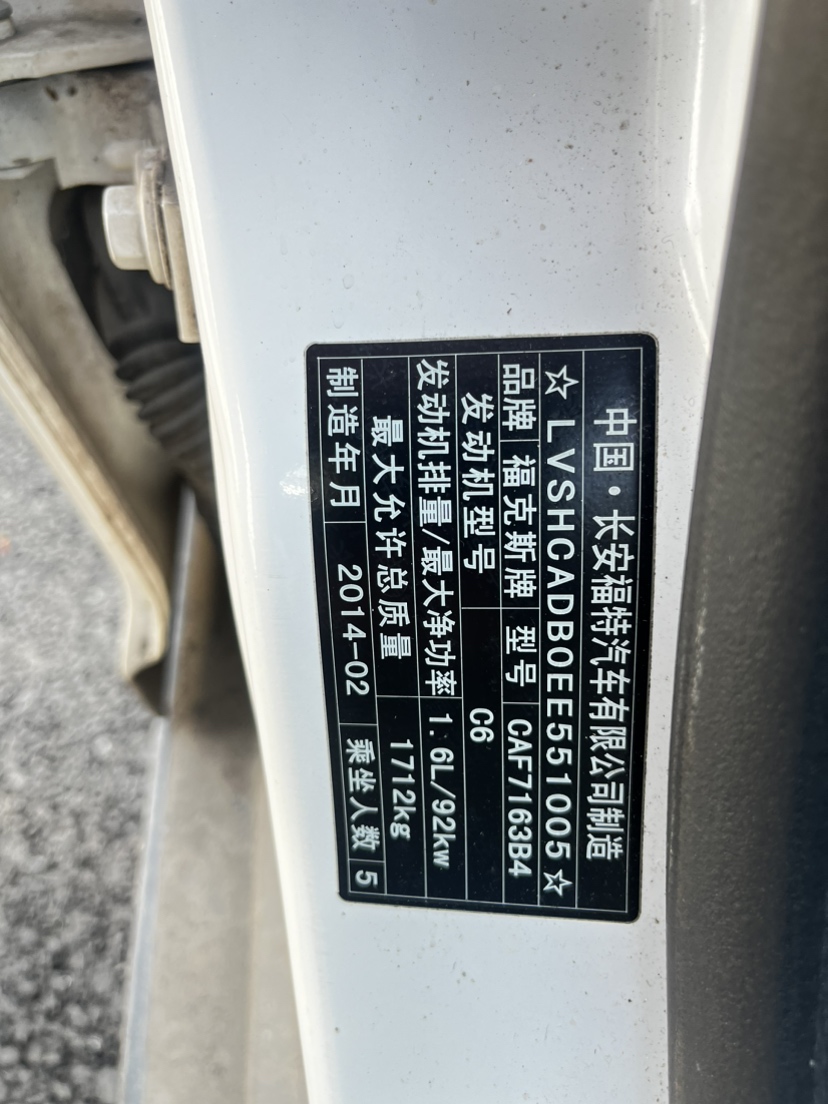 中国·长安福特汽车有限公司制造
☆LVSHCADB0EE551005☆
品牌 福克斯牌 型号 CAF7163B4
发动机型号 C6
发动机排量/最大净功率 1.6L/92kw
最大允许总质量 1712kg
制造年月 2014-02 乘坐人数 5